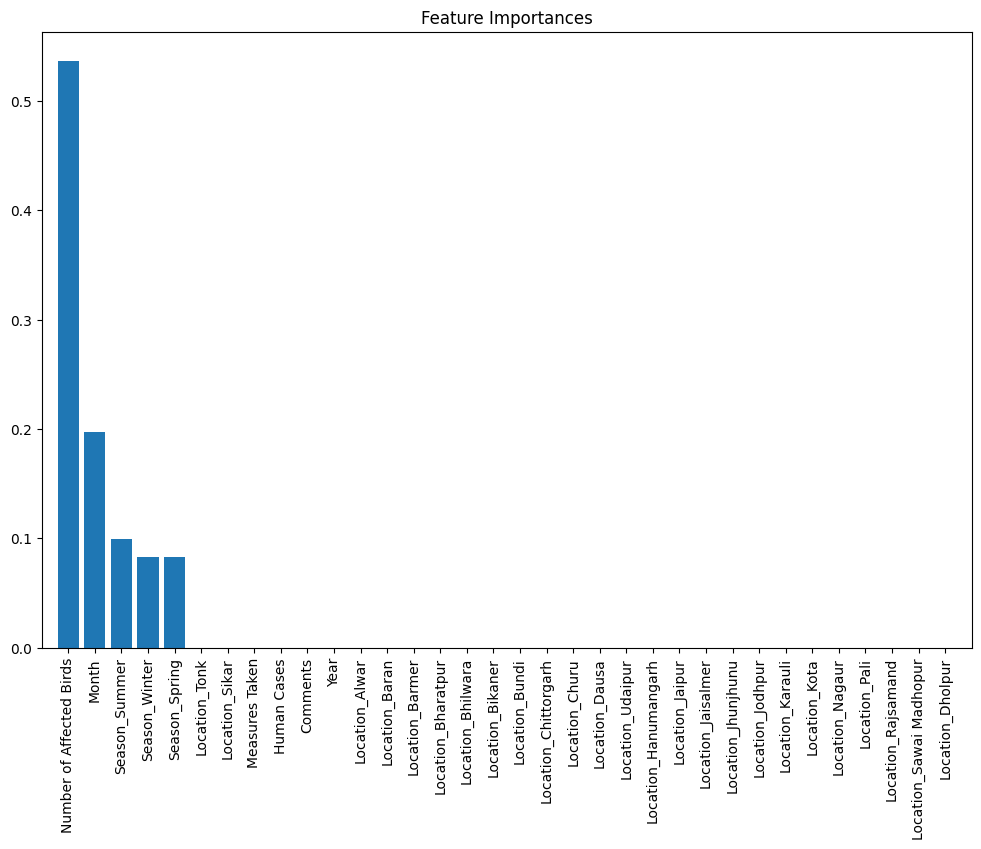 Feature Importances
0.5
0.4
0.3
0.2
0.1
0.0
Number of Affected Birds
Month
Season_Summer
Season_Winter
Season_Spring
Location_Tonk
Location_Sikar
Measures Taken
Human Cases
Comments
Year
Location_Alwar
Location_Baran
Location_Barmer
Location_Bharatpur
Location_Bhilwara
Location_Bikaner
Location_Bundi
Location_Chittorgarh
Location_Churu
Location_Dausa
Location_Udaipur
Location_Hanumangarh
Location_Jaipur
Location_Jaisalmer
Location_Jhunjhunu
Location_Jodhpur
Location_Karauli
Location_Kota
Location_Nagaur
Location_Pali
Location_Rajsamand
Location_Sawai Madhopur
Location_Dholpur